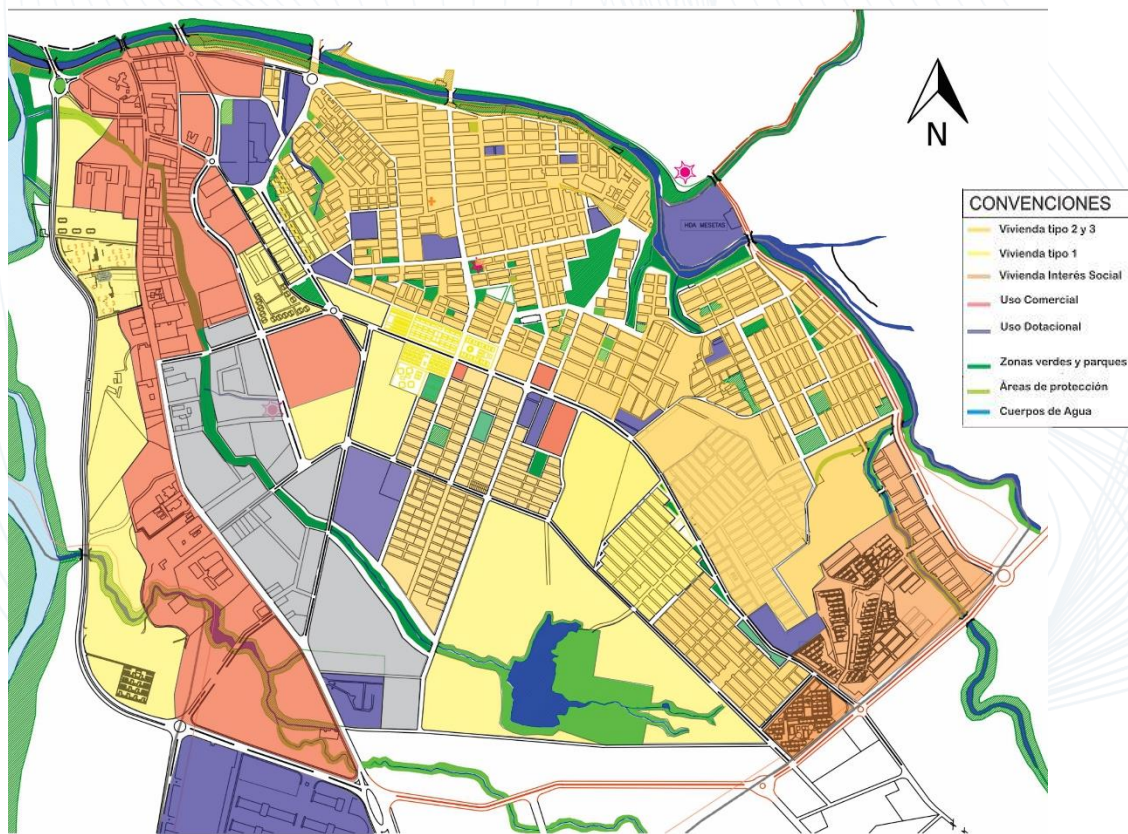 N
HDA MESETAS
CONVENCIONES
Vivienda tipo 2 y 3
Vivienda tipo 1
Vivienda Interés Social
Uso Comercial
Uso Dotacional
Zonas verdes y parques
Àreas de protección
Cuerpos de Agua